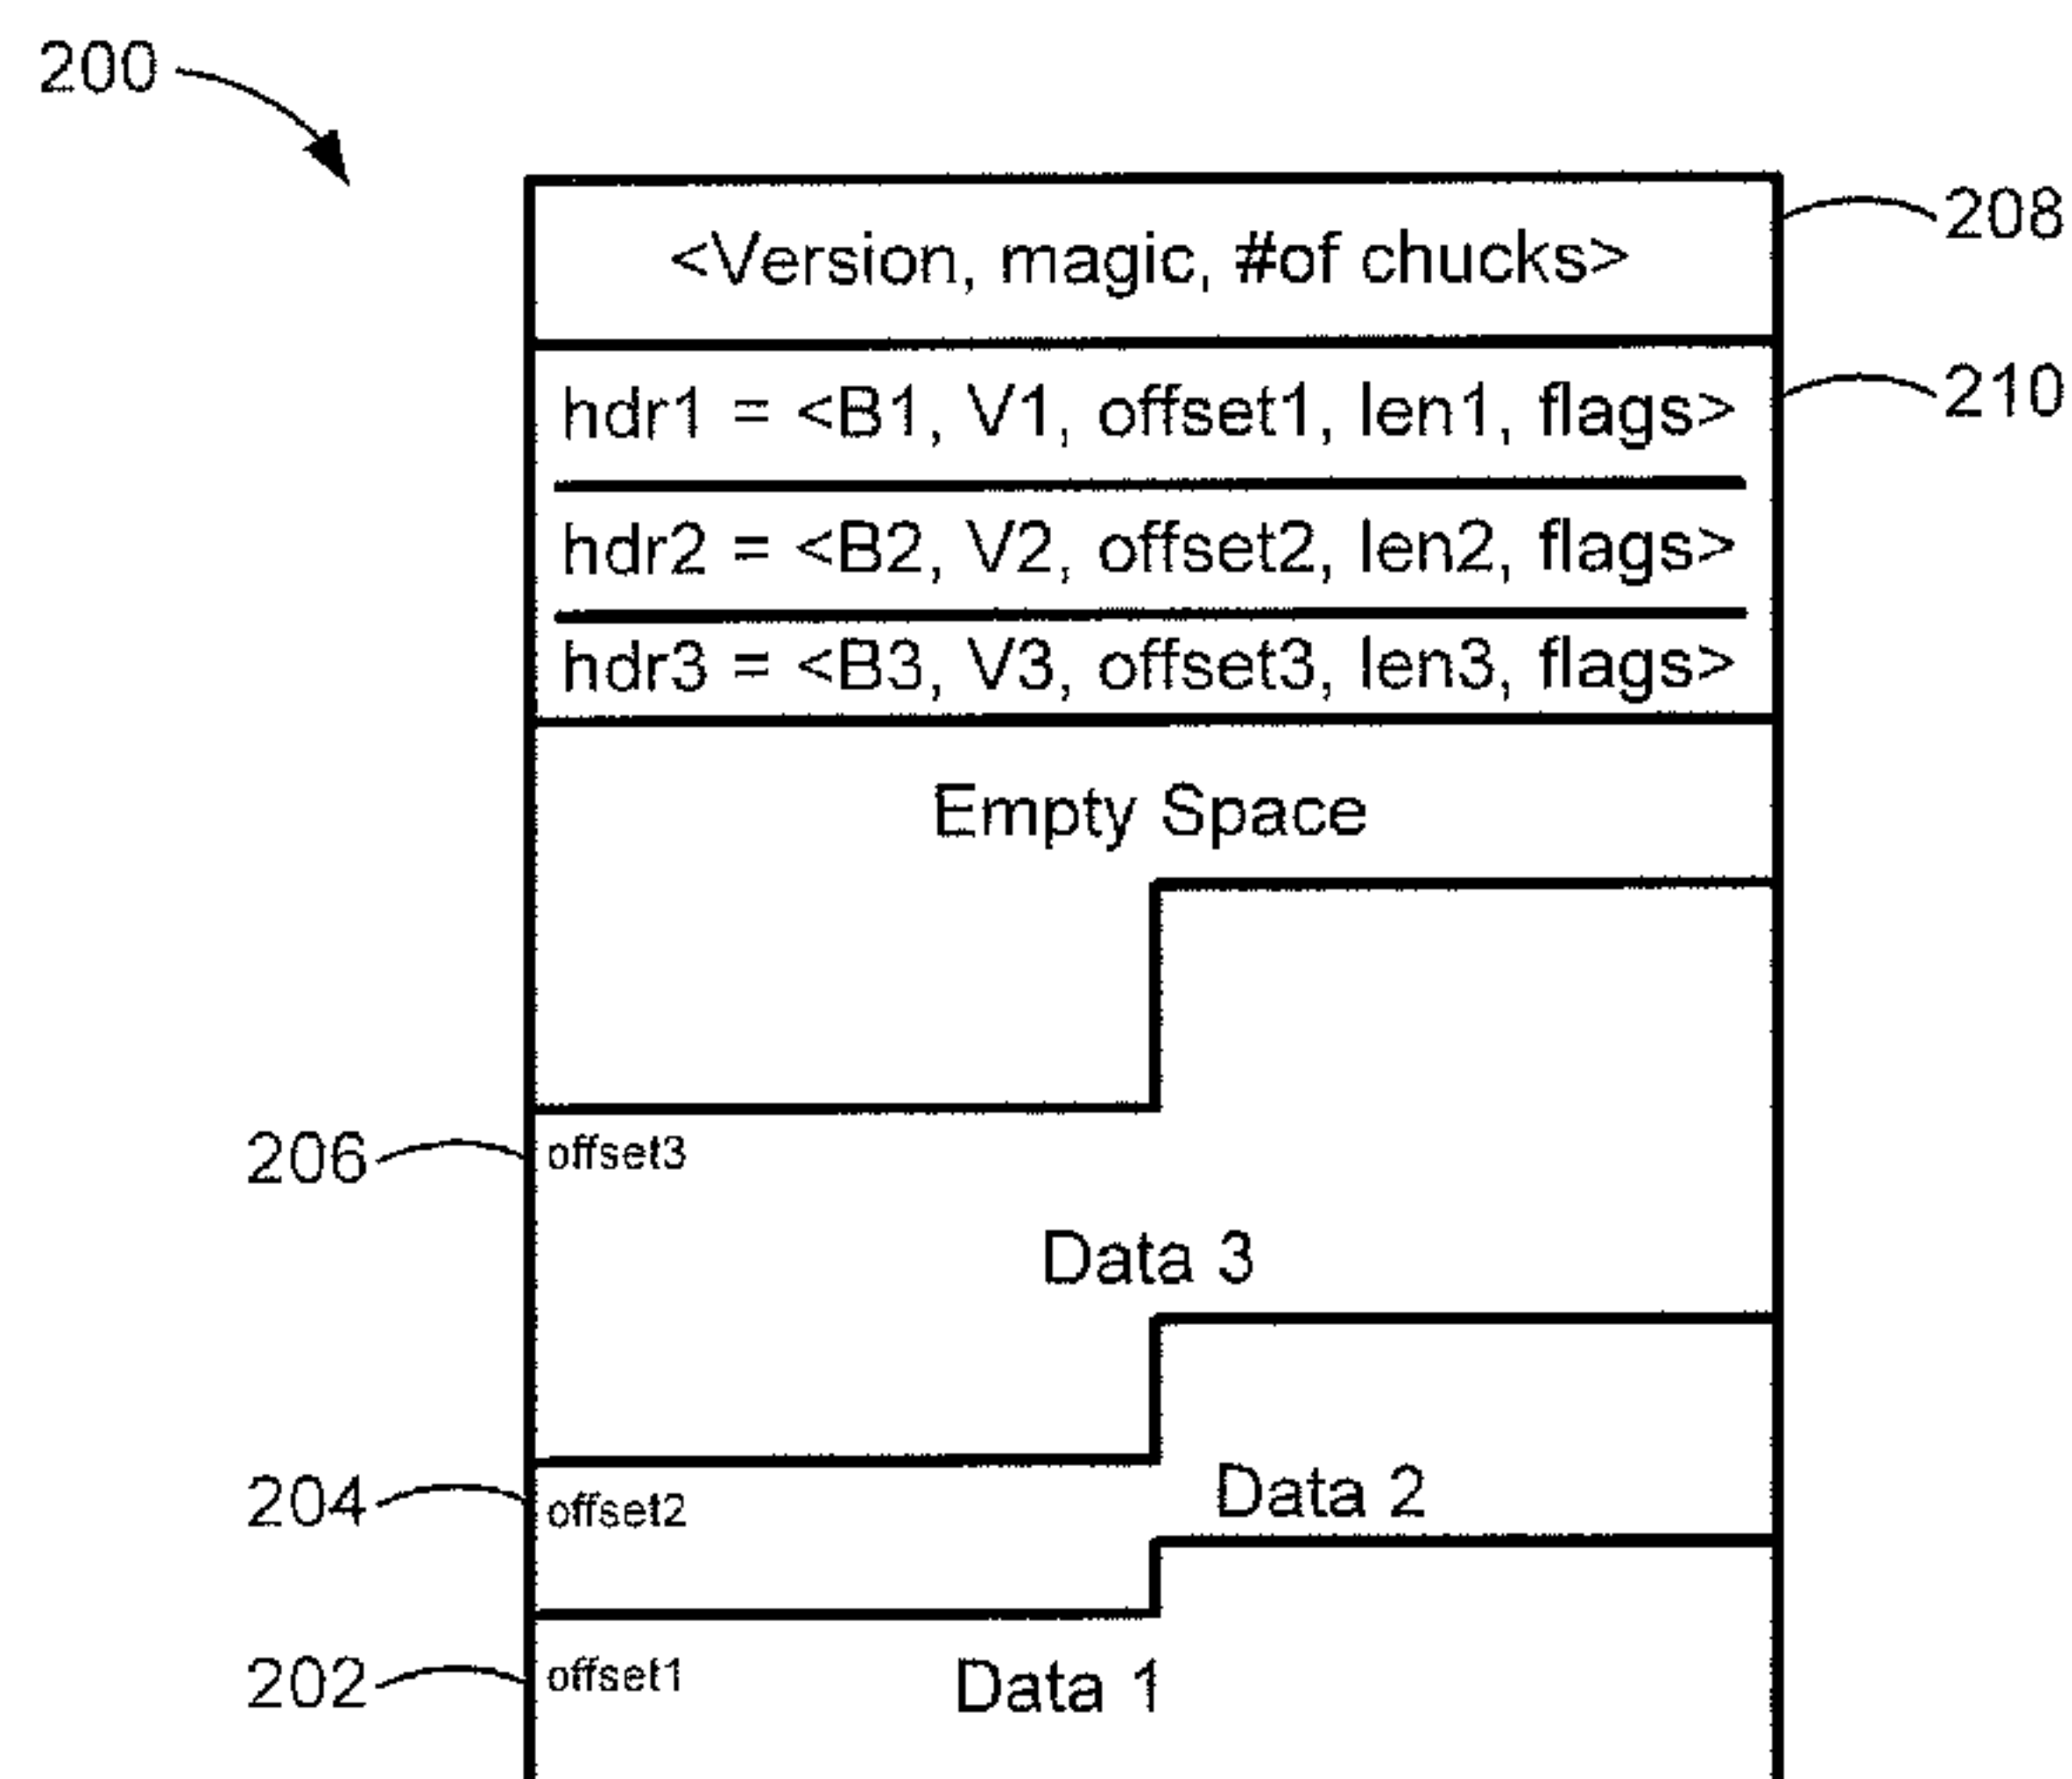 200
208
<Version, magic, #of chucks>
210
hdr1 = <B1, V1, offset1, len1, flags>
hdr2 = <B2, V2, offset2, len2, flags>
hdr3 = <B3, V3, offset3, len3, flags>
Empty Space
206
offset3
Data 3
204
offset2
Data 2
202
offset1
Data 1